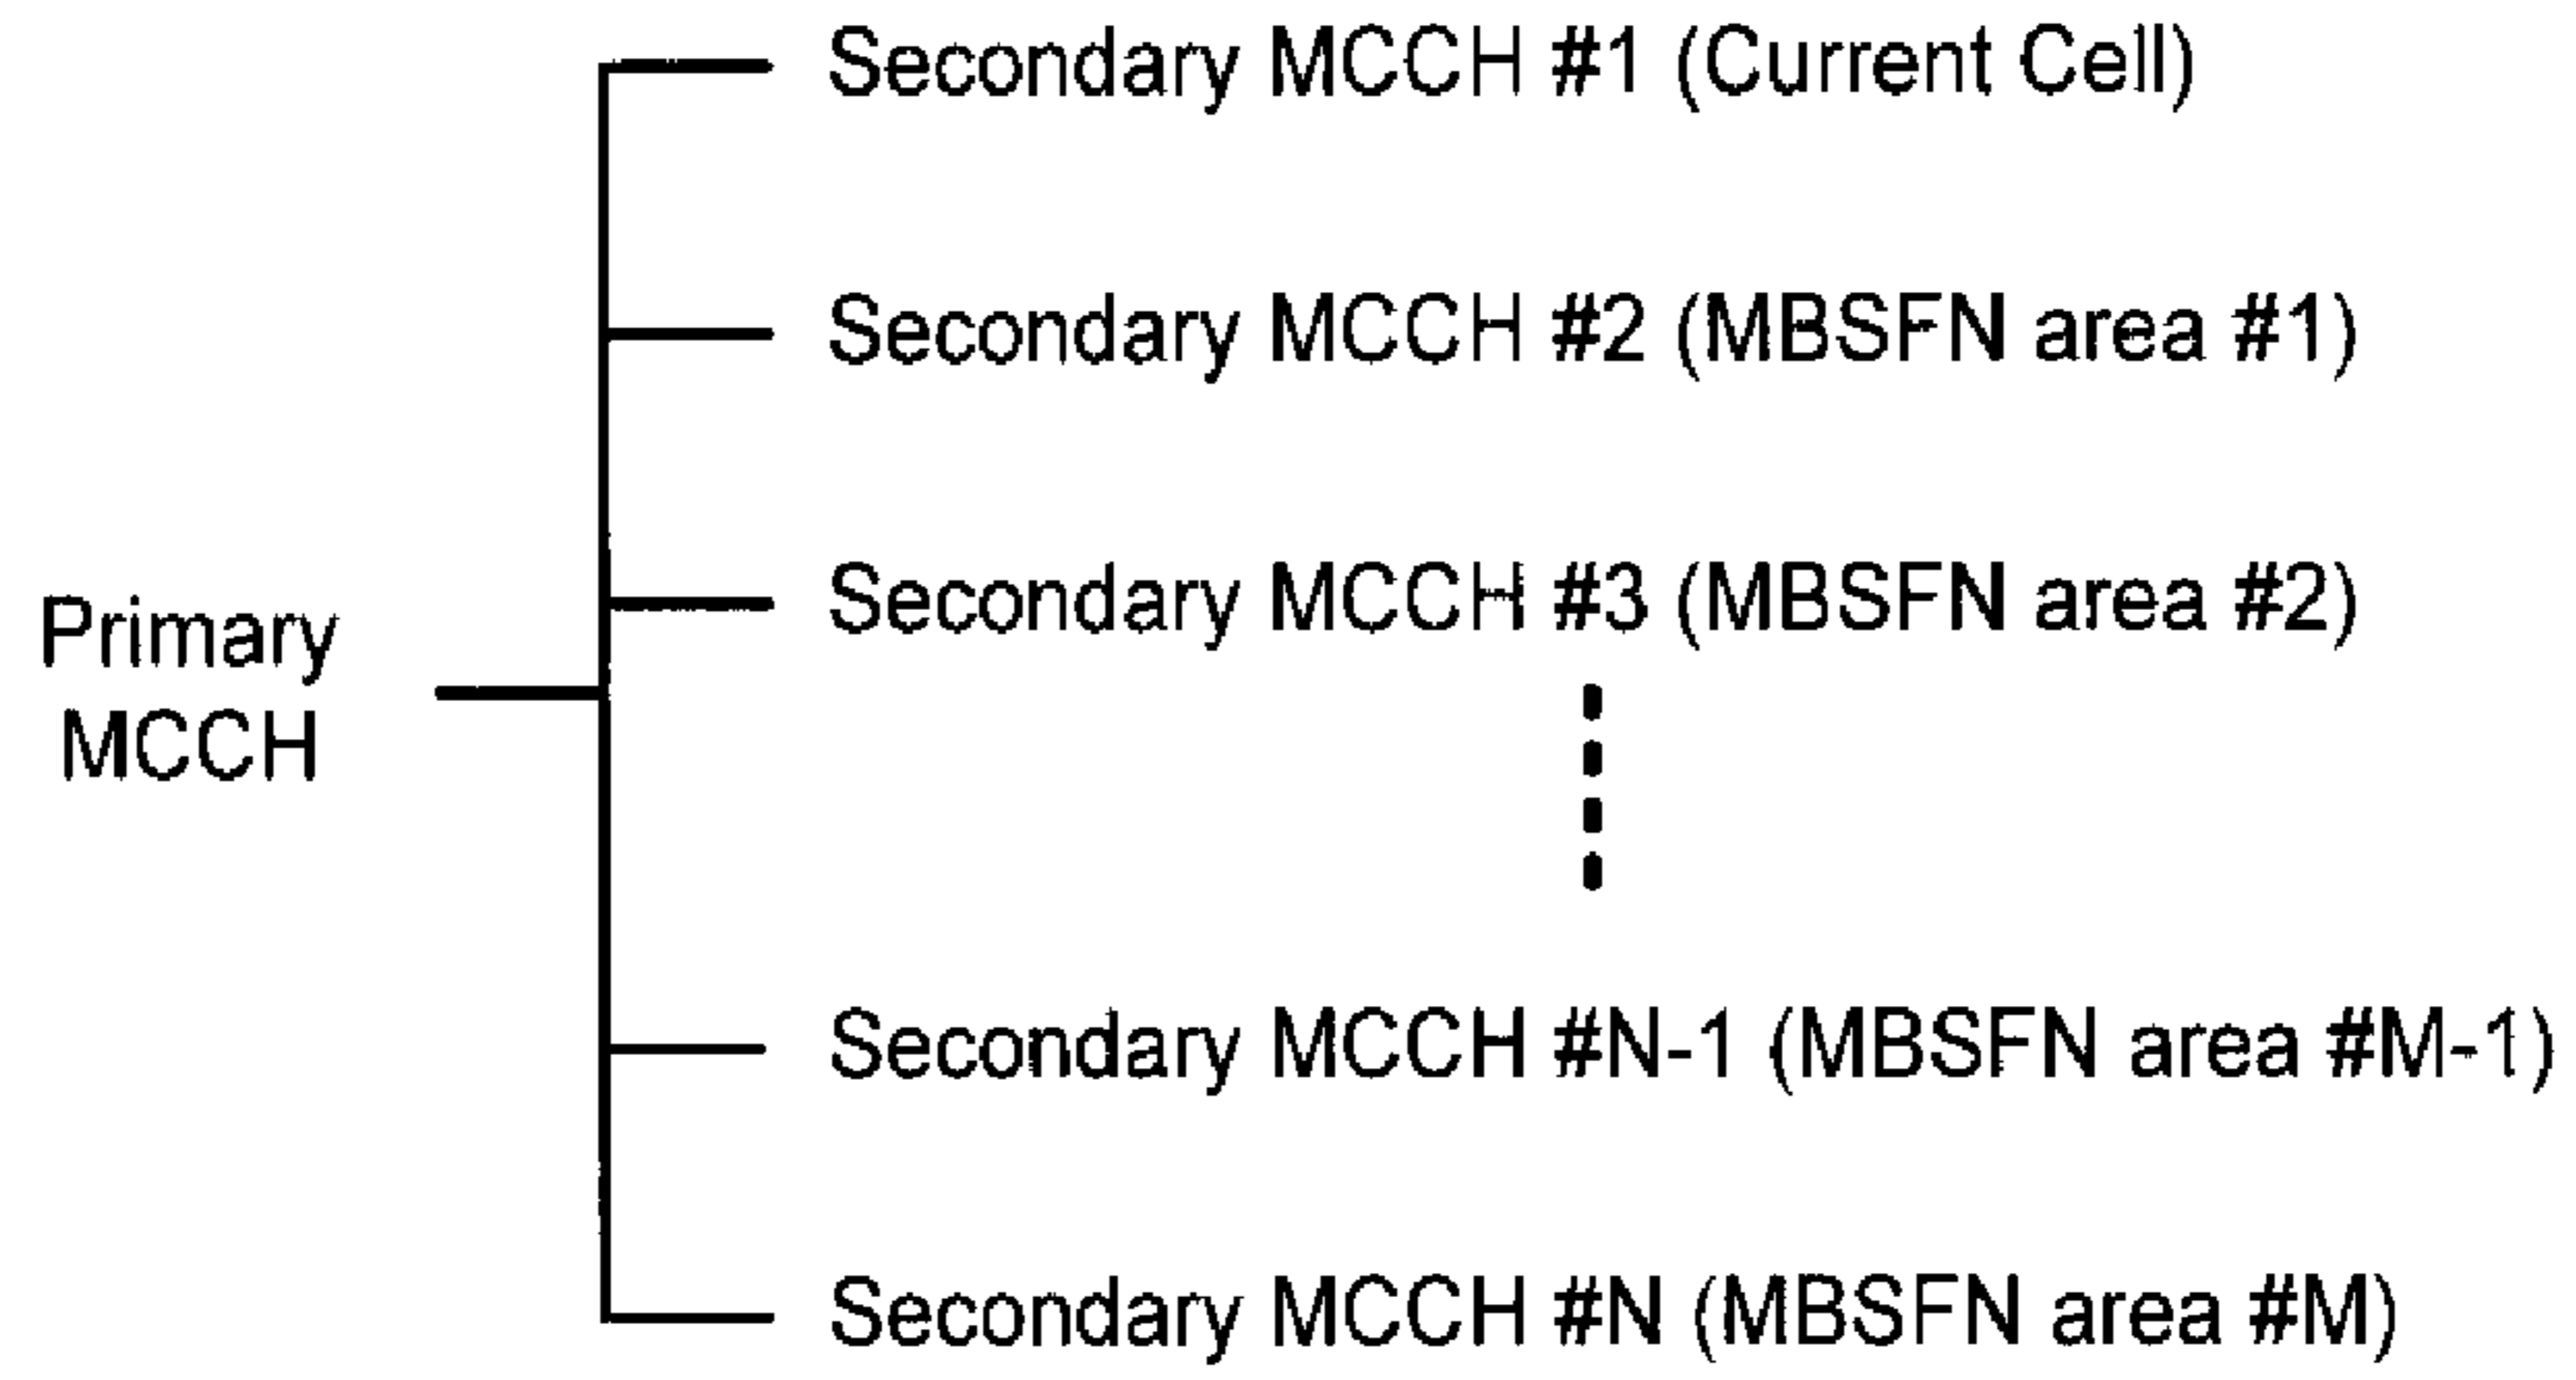 Secondary MCCH #1 (Current Cell)
Secondary MCCH #2 (MBSFN area #1)
Secondary MCCH #3 (MBSFN area #2)
Primary
MCCH
Secondary MCCH #N-1 (MBSFN area #M-1)
Secondary MCCH #N (MBSFN area #M)